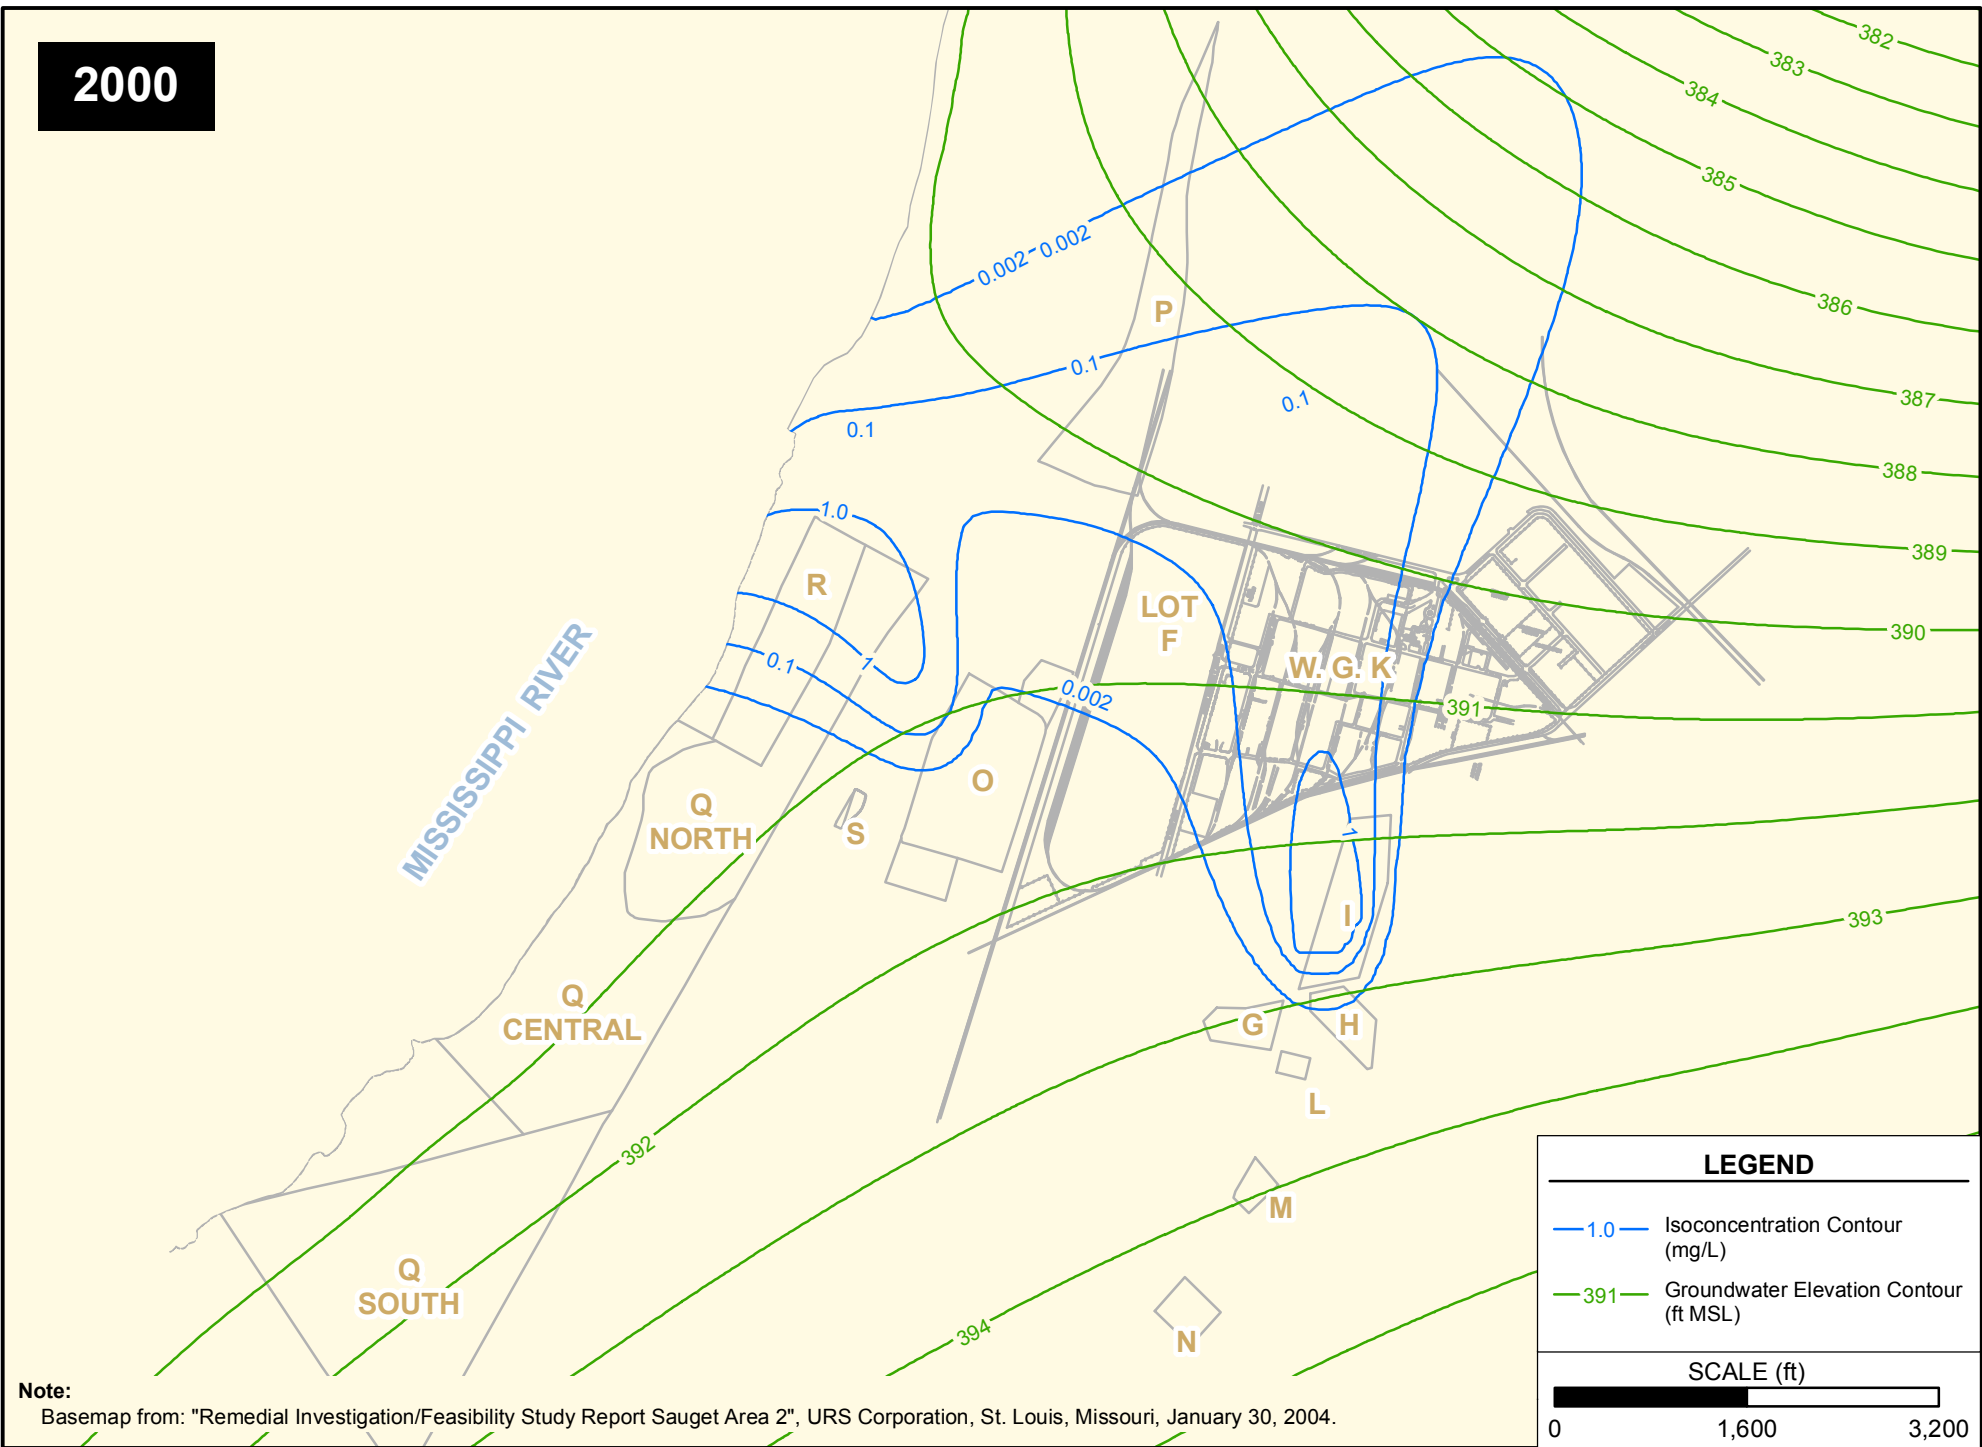 2000
382
383
384
385
386
387
388
389
390
391
393
392
394
0.002
0.002
0.1
0.1
0.1
1.0
1
0.1
0.002
1
P
R
LOT
F
W. G. K
O
S
Q
NORTH
I
Q
CENTRAL
G
H
L
M
N
Q
SOUTH
MISSISSIPPI RIVER
LEGEND
1.0
Isoconcentration Contour
(mg/L)
391
Groundwater Elevation Contour
(ft MSL)
SCALE (ft)
0 1,600 3,200
Note:
Basemap from: "Remedial Investigation/Feasibility Study Report Sauget Area 2", URS Corporation, St. Louis, Missouri, January 30, 2004.